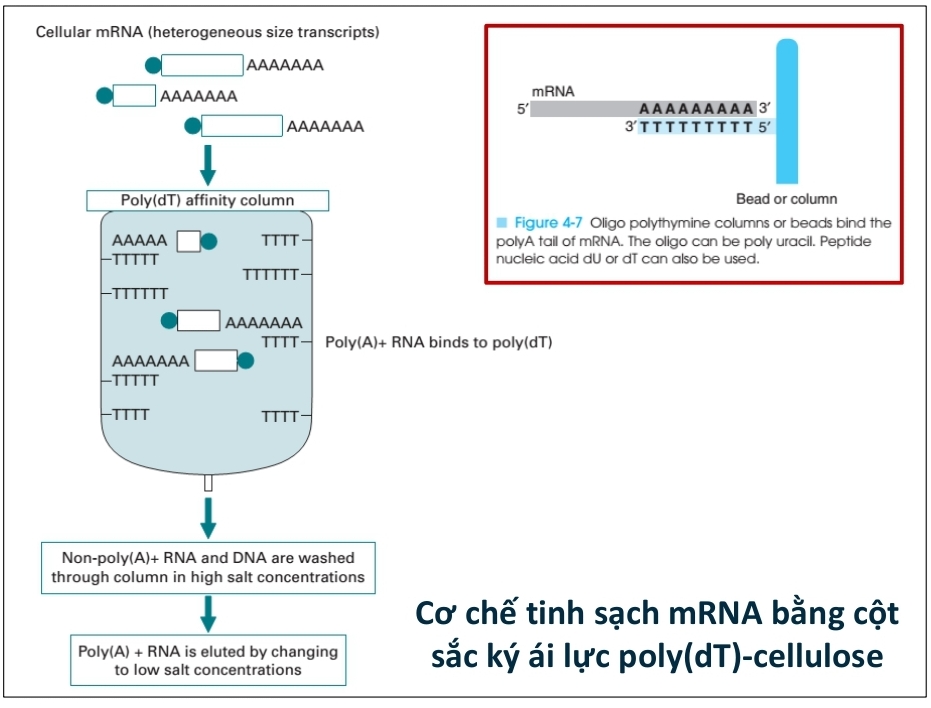 Cellular mRNA (heterogeneous size transcripts)
AAAAAAA
AAAAAAA
AAAAAAA
Poly(dT) affinity column
AAAAA
TTTT
TTTTT
TTTTTT
TTTTTT
AAAAAAA
TTTT
Poly(A)+ RNA binds to poly(dT)
AAAAAAA
TTTTT
TTTT
TTTT
Non-poly(A)+ RNA and DNA are washed
through column in high salt concentrations
Poly(A) + RNA is eluted by changing
to low salt concentrations
mRNA
5′ AAAAAAAAA 3′
3′ TTTTTTTTT 5′
Bead or column
Figure 4-7 Oligo polythymine columns or beads bind the
polyA tail of mRNA. The oligo can be poly uracil. Peptide
nucleic acid dU or dT can also be used.
Cơ chế tinh sạch mRNA bằng cột
sắc ký ái lực poly(dT)-cellulose